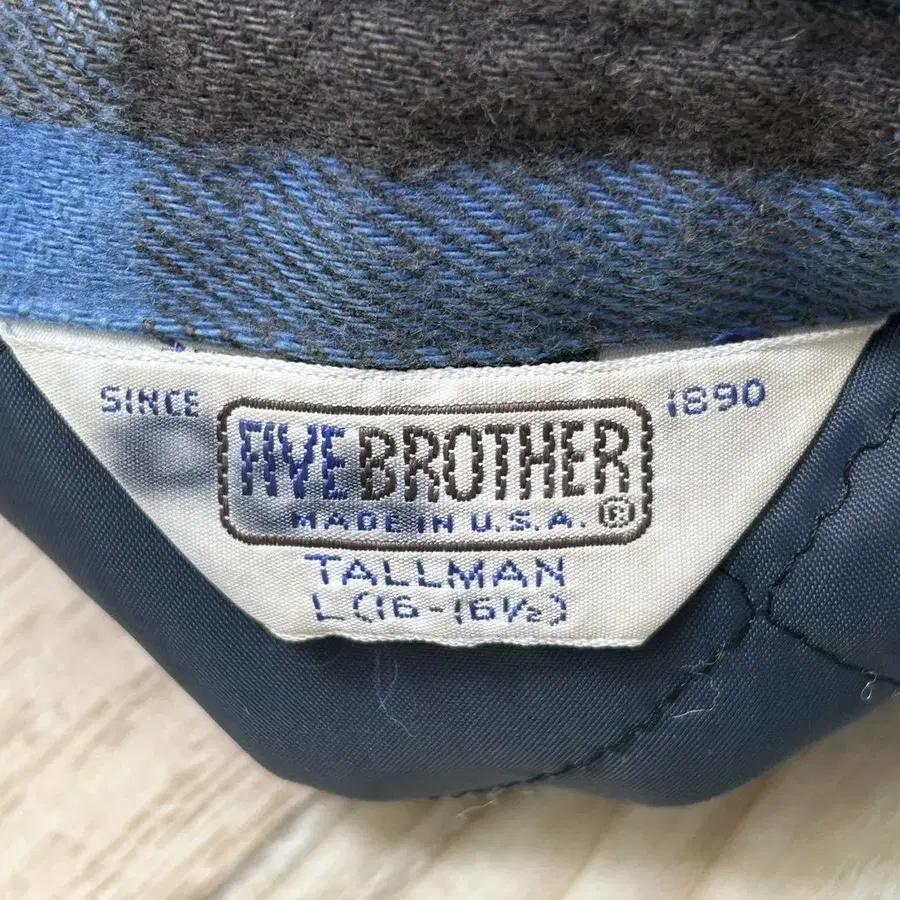 SINCE 1890
FIVE BROTHER
MADE IN U.S.A. ®
TALLMAN
L(16-16½)